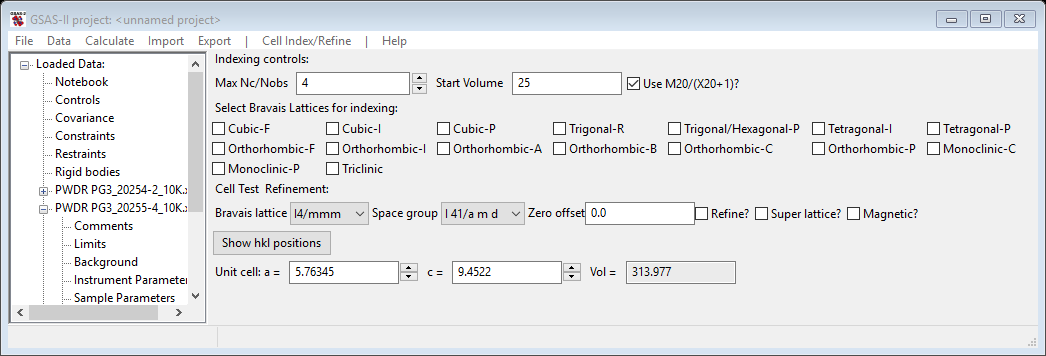 GSAS-II project: <unnamed project>
File Data Calculate Import Export | Cell Index/Refine | Help
Loaded Data:
Notebook
Controls
Covariance
Constraints
Restraints
Rigid bodies
PWDR PG3_20254-2_10K.x
PWDR PG3_20255-4_10K.x
Comments
Limits
Background
Instrument Parameter
Sample Parameters
Indexing controls:
Max Nc/Nobs 4 Start Volume 25 Use M20/(X20+1)?
Select Bravais Lattices for indexing:
Cubic-F Cubic-I Cubic-P Trigonal-R Trigonal/Hexagonal-P Tetragonal-I Tetragonal-P
Orthorhombic-F Orthorhombic-I Orthorhombic-A Orthorhombic-B Orthorhombic-C Orthorhombic-P Monoclinic-C
Monoclinic-P Triclinic
Cell Test Refinement:
Bravais lattice I4/mmm Space group I 41/a m d Zero offset 0.0 Refine? Super lattice? Magnetic?
Show hkl positions
Unit cell: a = 5.76345 c = 9.4522 Vol = 313.977